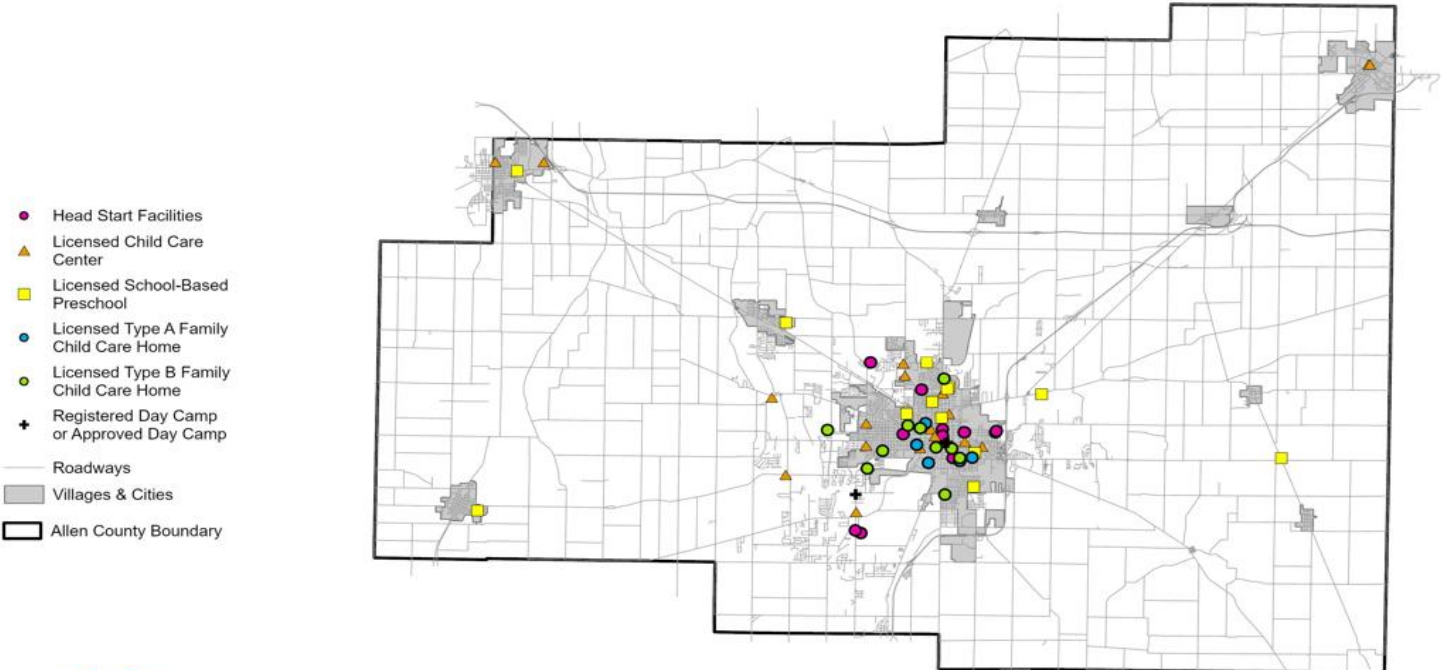 Head Start Facilities
Licensed Child Care
Center
Licensed School-Based
Preschool
Licensed Type A Family
Child Care Home
Licensed Type B Family
Child Care Home
Registered Day Camp
or Approved Day Camp
Roadways
Villages & Cities
Allen County Boundary